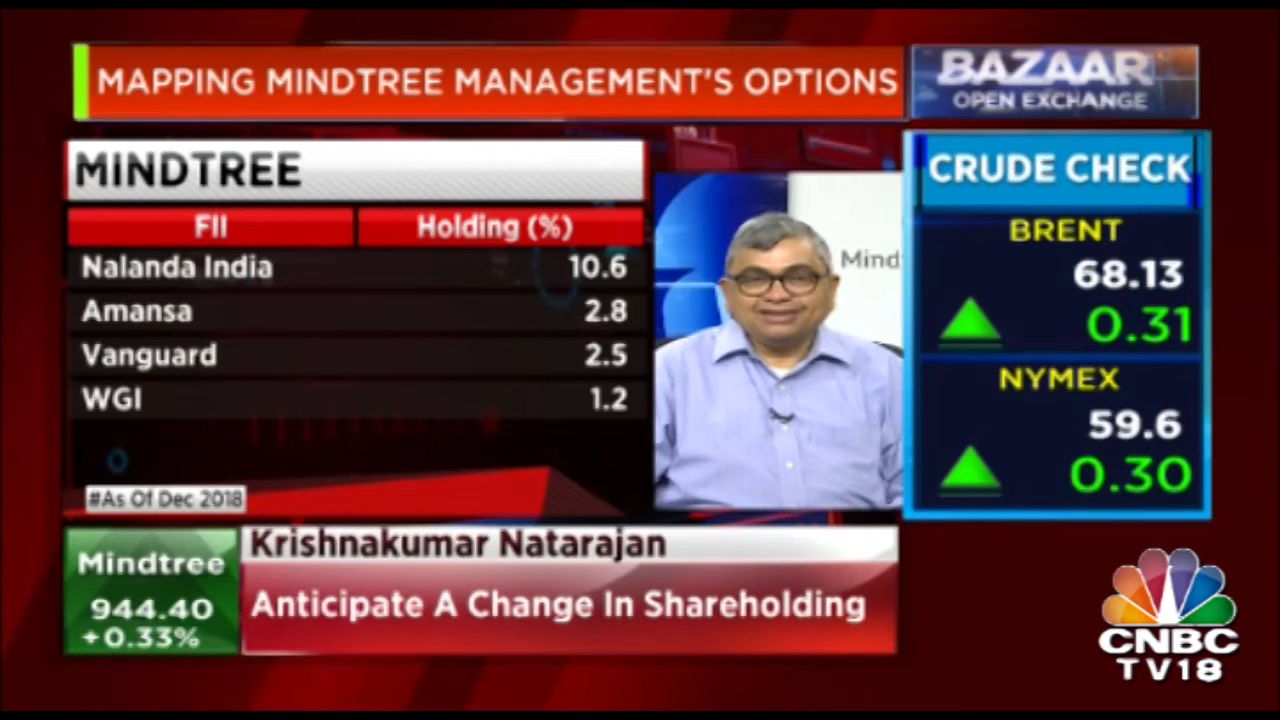 MAPPING MINDTREE MANAGEMENT'S OPTIONS
BAZAAR
OPEN EXCHANGE
MINDTREE
FII Holding (%)
Nalanda India 10.6
Amansa 2.8
Vanguard 2.5
WGI 1.2
#As Of Dec 2018
Mind
CRUDE CHECK
BRENT
68.13
0.31
NYMEX
59.6
0.30
Mindtree
944.40
+0.33%
Krishnakumar Natarajan
Anticipate A Change In Shareholding
CNBC
TV18